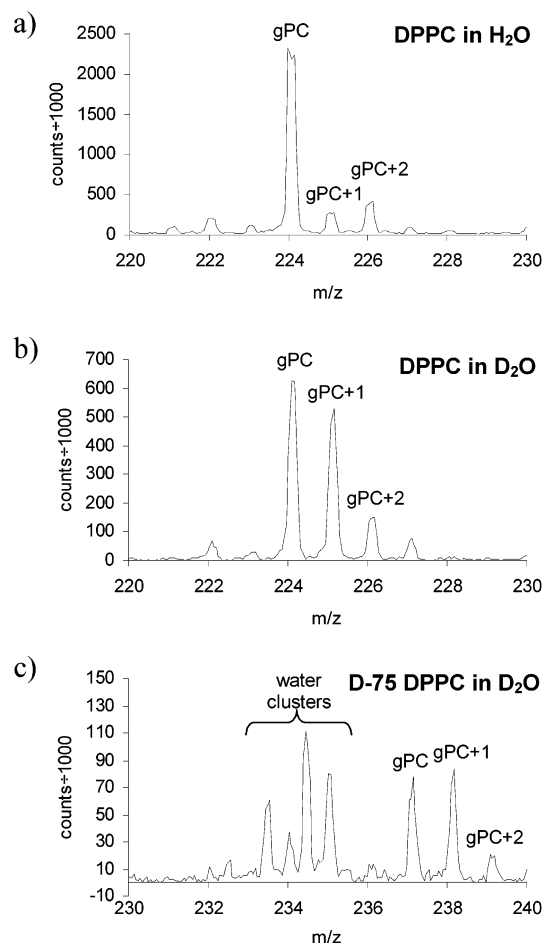 a)
DPPC in H₂O
counts÷1000
2500
2000
1500
1000
500
0
gPC
gPC+1
gPC+2
220 222 224 226 228 230
m/z
b)
DPPC in D₂O
counts÷1000
700
600
500
400
300
200
100
0
gPC
gPC+1
gPC+2
220 222 224 226 228 230
m/z
c)
D-75 DPPC in D₂O
counts÷1000
150
130
110
90
70
50
30
10
-10
water
clusters
gPC
gPC+1
gPC+2
230 232 234 236 238 240
m/z